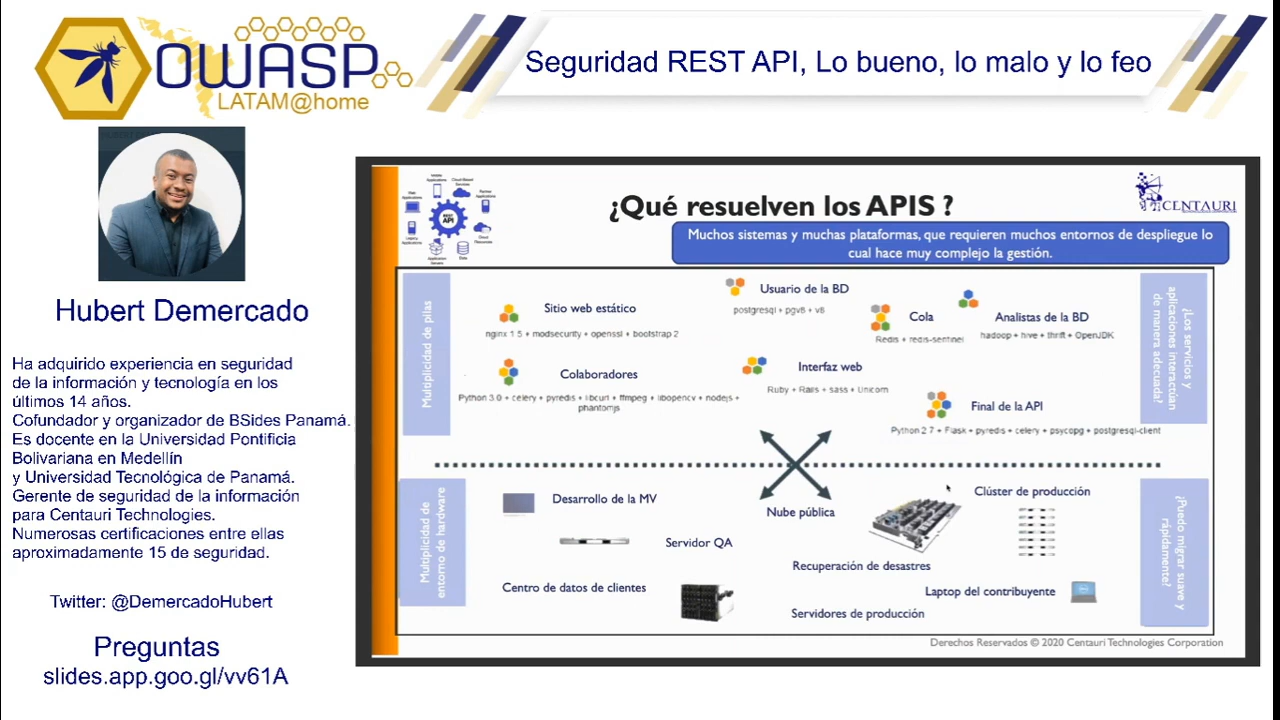 OWASP
LATAM@home
Seguridad REST API, Lo bueno, lo malo y lo feo
Hubert Demercado
Ha adquirido experiencia en seguridad
de la información y tecnología en los
últimos 14 años.
Cofundador y organizador de BSides Panamá.
Es docente en la Universidad Pontificia
Bolivariana en Medellín
y Universidad Tecnológica de Panamá.
Gerente de seguridad de la información
para Centauri Technologies.
Numerosas certificaciones entre ellas
aproximadamente 15 de seguridad.
Twitter: @DemercadoHubert
Preguntas
slides.app.goo.gl/vv61A
REST
API
¿Qué resuelven los APIS ?
CENTAURI
Muchos sistemas y muchas plataformas, que requieren muchos entornos de despliegue lo
cual hace muy complejo la gestión.
Multiplicidad de pilas
Sitio web estático
nginx 1.5 + modsecurity + openssl + bootstrap 2
Usuario de la BD
postgresql + pgv8 + v8
Cola
Redis + redis-sentinel
Analistas de la BD
hadoop + hive + thrift + OpenJDK
Colaboradores
Python 3.0 + celery + pyredis + libcurl + ffmpeg + libopencv + nodejs +
phantomjs
Interfaz web
Ruby + Rails + sass + Unicorn
Final de la API
Python 2.7 + Flask + pyredis + celery + psycopg + postgresql-client
¿Los servicios y
aplicaciones interactúan
de manera adecuada?
Multiplicidad de
entorno de hardware
Desarrollo de la MV
Servidor QA
Centro de datos de clientes
Nube pública
Recuperación de desastres
Servidores de producción
Clúster de producción
Laptop del contribuyente
¿Puedo migrar suave y
rápidamente?
Derechos Reservados © 2020 Centauri Technologies Corporation